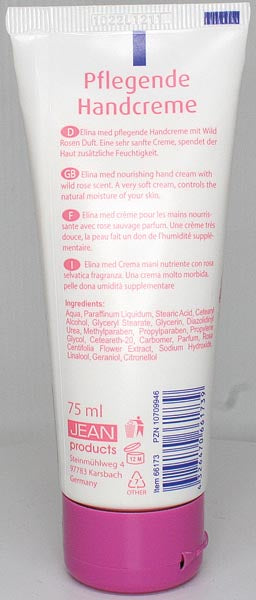 1022L1211
Pflegende
Handcreme
D Elina med pflegende Handcreme mit Wild
Rosen Duft. Eine sehr sanfte Creme, spendet der
Haut zusätzliche Feuchtigkeit.
GB Elina med nourishing hand cream with
wild rose scent. A very soft cream, controls the
natural moisture of your skin.
F Elina med crème pour les mains nourris-
sante avec rose sauvage parfum. Une crème très
douce, la peau fait un don de l'humidité supplé-
mentaire.
I Elina med Crema mani nutriente con rosa
selvatica fragranza. Una crema molto morbida.
pelle dona umidità supplementare
Ingredients:
Aqua, Paraffinum Liquidum, Stearic Acid, Cetearyl
Alcohol, Glyceryl Stearate, Glycerin, Diazolidinyl
Urea, Methylparaben, Propylparaben, Propylene
Glycol, Ceteareth-20, Carbomer, Parfum, Rosa
Centifolia Flower Extract, Sodium Hydroxid,
Linalool, Geraniol, Citronellol
75 ml
JEAN
products
Steinmühlweg 4
97783 Karsbach
Germany
12 M
7
OTHER
Item 66173 PZN 10709946